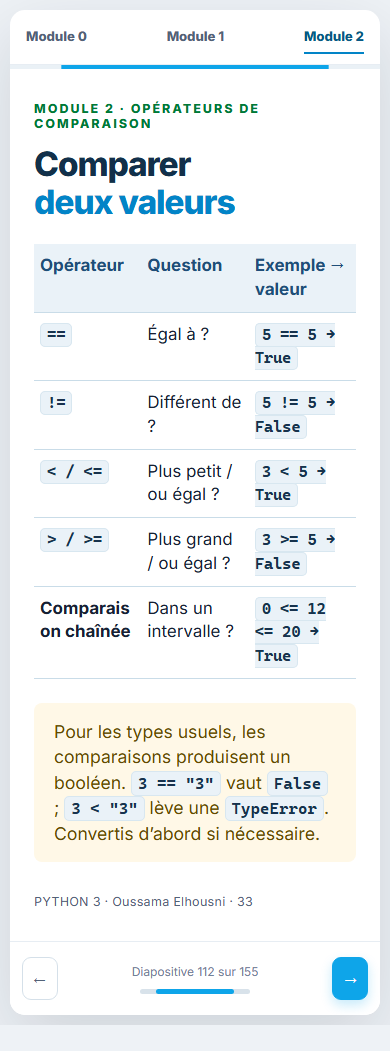 Module 0 Module 1 Module 2
MODULE 2 · OPÉRATEURS DE
COMPARAISON
Comparer
deux valeurs
Opérateur Question Exemple →
valeur
== Égal à ? 5 == 5 →
True
!= Différent de 5 != 5 →
? False
< / <= Plus petit / 3 < 5 →
ou égal ? True
> / >= Plus grand 3 >= 5 →
/ ou égal ? False
Comparais Dans un 0 <= 12
on chaînée intervalle ? <= 20 →
True
Pour les types usuels, les
comparaisons produisent un
booléen. 3 == "3" vaut False
; 3 < "3" lève une TypeError.
Convertis d’abord si nécessaire.
PYTHON 3 · Oussama Elhousni · 33
← Diapositive 112 sur 155 →